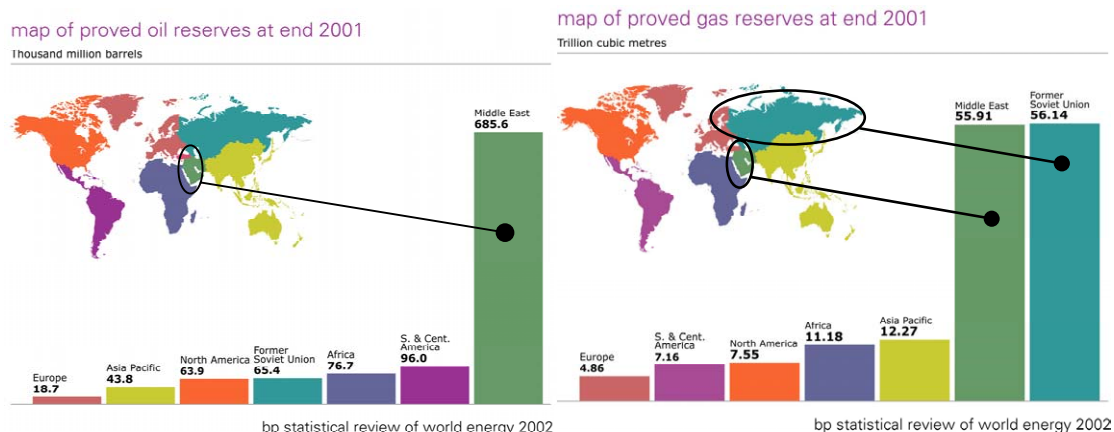 map of proved oil reserves at end 2001
Thousand million barrels
Middle East
685.6
S. & Cent.
America
96.0
Africa
76.7
Former
Soviet Union
65.4
North America
63.9
Asia Pacific
43.8
Europe
18.7
bp statistical review of world energy 2002
map of proved gas reserves at end 2001
Trillion cubic metres
Former
Soviet Union
56.14
Middle East
55.91
Asia Pacific
12.27
Africa
11.18
North America
7.55
S. & Cent.
America
7.16
Europe
4.86
bp statistical review of world energy 2002